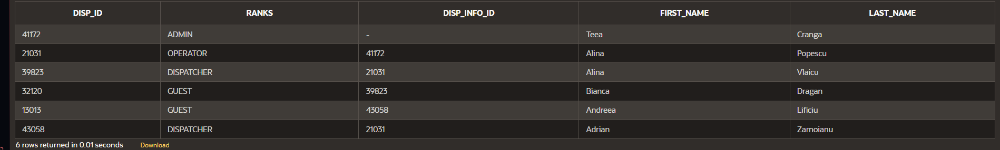 DISP_ID RANKS DISP_INFO_ID FIRST_NAME LAST_NAME
41172 ADMIN - Teea Cranga
21031 OPERATOR 41172 Alina Popescu
39823 DISPATCHER 21031 Alina Vlaicu
32120 GUEST 39823 Bianca Dragan
13013 GUEST 43058 Andreea Lificiu
43058 DISPATCHER 21031 Adrian Zarnoianu
6 rows returned in 0.01 seconds Download